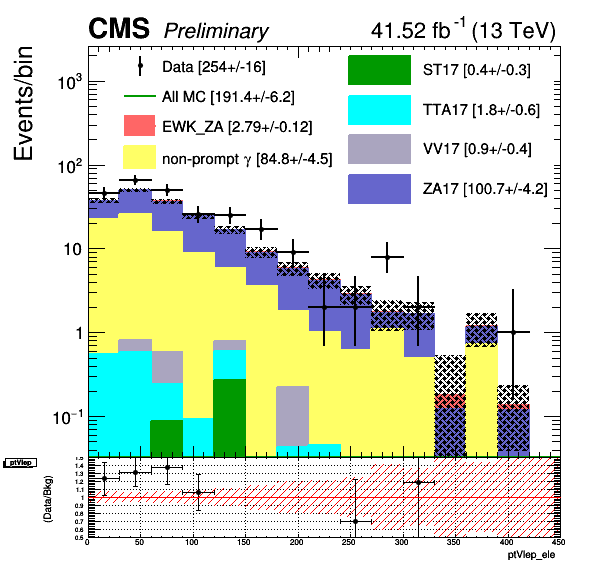 CMS Preliminary 41.52 fb⁻¹ (13 TeV)
Events/bin
10³
10²
10
1
10⁻¹
Data [254+/-16]
All MC [191.4+/-6.2]
EWK_ZA [2.79+/-0.12]
non-prompt γ [84.8+/-4.5]
ST17 [0.4+/-0.3]
TTA17 [1.8+/-0.6]
VV17 [0.9+/-0.4]
ZA17 [100.7+/-4.2]
ptVlep
(Data/Bkg)
1.5
1.4
1.3
1.2
1.1
1
0.9
0.8
0.7
0.6
0.5
0 50 100 150 200 250 300 350 400 450
ptVlep_ele